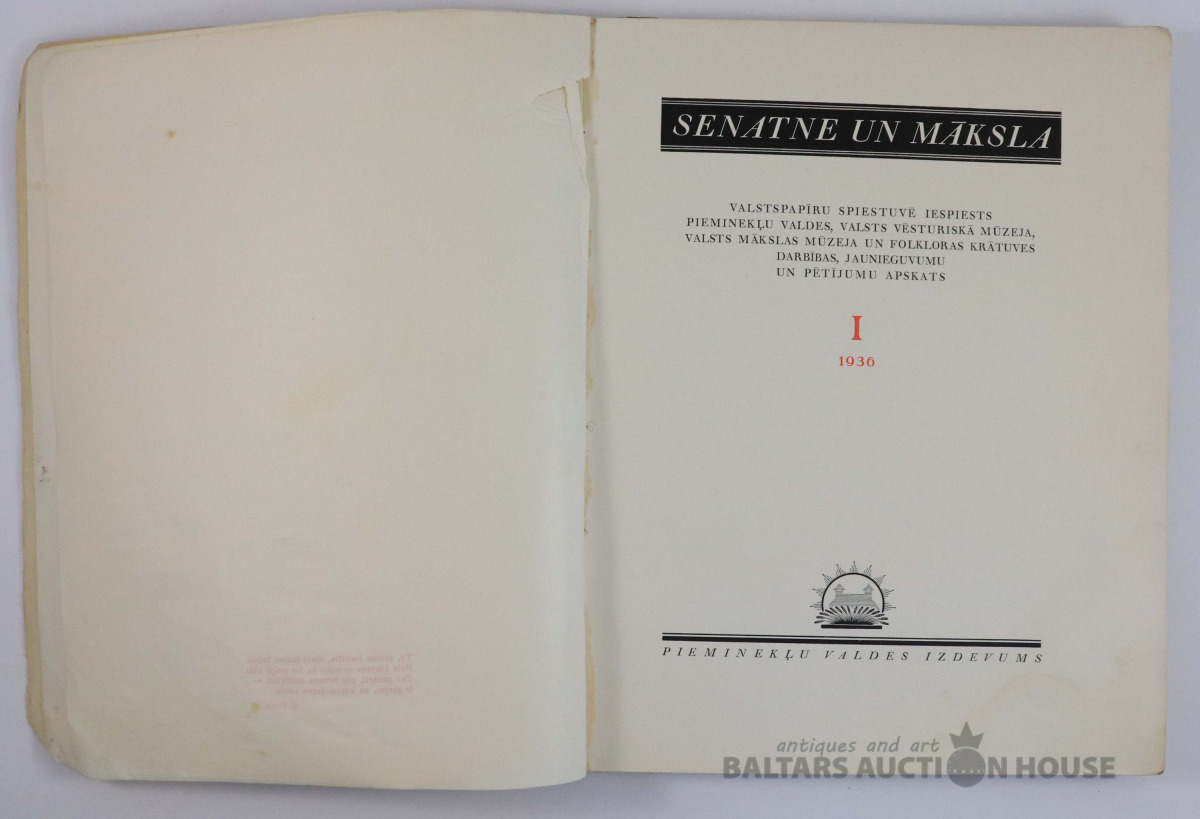 SENATNE UN MĀKSLA
VALSTSPAPĪRU SPIESTUVĒ IESPIESTS
PIEMINEKĻU VALDES, VALSTS VĒSTURISKĀ MŪZEJA,
VALSTS MĀKSLAS MŪZEJA UN FOLKLORAS KRĀTUVES
DARBĪBAS, JAUNIEGUVUMU
UN PĒTĪJUMU APSKATS
I
1936
PIEMINEKĻU VALDES IZDEVUMS
antiques and art
BALTARS AUCTION HOUSE